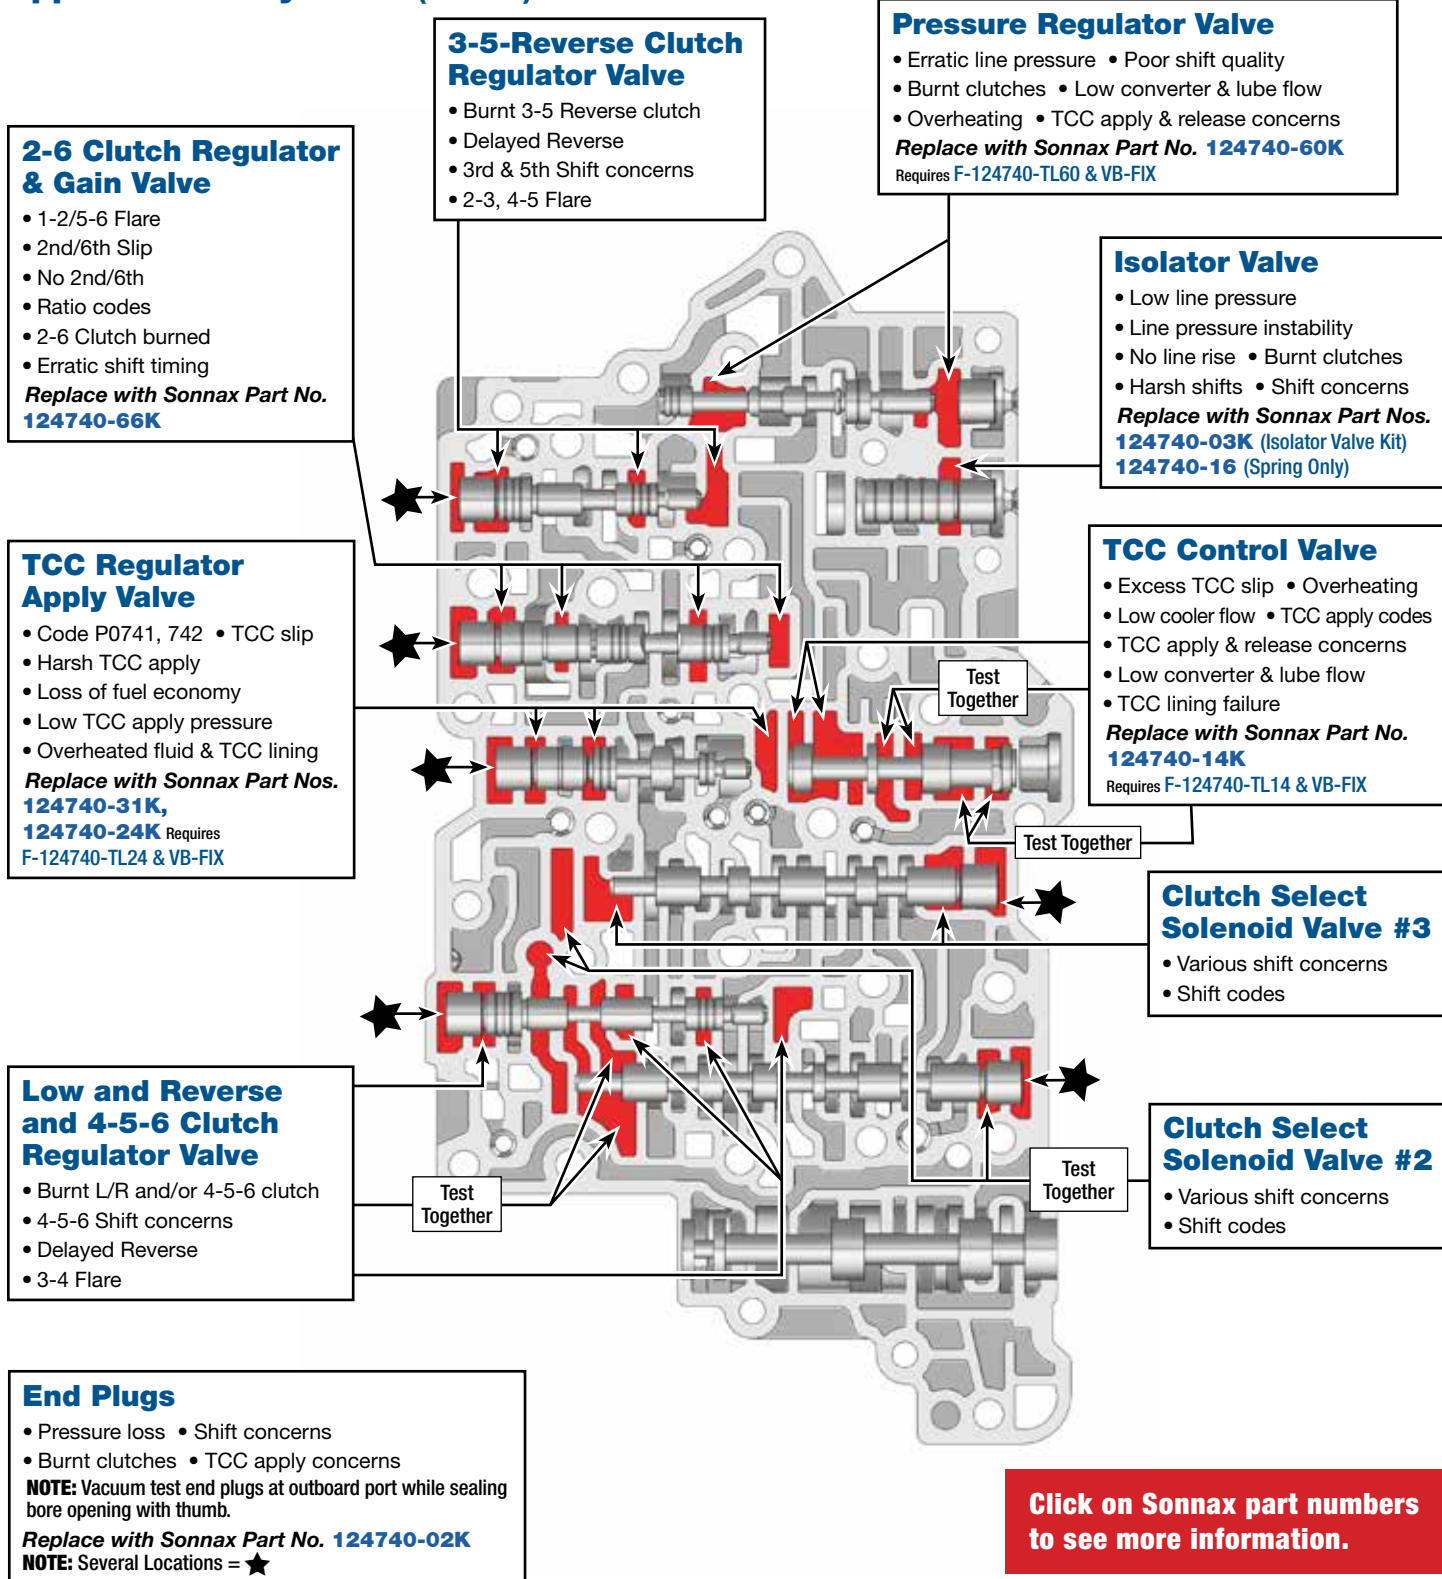 3-5-Reverse Clutch
Regulator Valve
• Burnt 3-5 Reverse clutch
• Delayed Reverse
• 3rd & 5th Shift concerns
• 2-3, 4-5 Flare
Pressure Regulator Valve
• Erratic line pressure • Poor shift quality
• Burnt clutches • Low converter & lube flow
• Overheating • TCC apply & release concerns
Replace with Sonnax Part No. 124740-60K
Requires F-124740-TL60 & VB-FIX
2-6 Clutch Regulator
& Gain Valve
• 1-2/5-6 Flare
• 2nd/6th Slip
• No 2nd/6th
• Ratio codes
• 2-6 Clutch burned
• Erratic shift timing
Replace with Sonnax Part No.
124740-66K
Isolator Valve
• Low line pressure
• Line pressure instability
• No line rise • Burnt clutches
• Harsh shifts • Shift concerns
Replace with Sonnax Part Nos.
124740-03K (Isolator Valve Kit)
124740-16 (Spring Only)
TCC Regulator
Apply Valve
• Code P0741, 742 • TCC slip
• Harsh TCC apply
• Loss of fuel economy
• Low TCC apply pressure
• Overheated fluid & TCC lining
Replace with Sonnax Part Nos.
124740-31K,
124740-24K Requires
F-124740-TL24 & VB-FIX
TCC Control Valve
• Excess TCC slip • Overheating
• Low cooler flow • TCC apply codes
• TCC apply & release concerns
• Low converter & lube flow
• TCC lining failure
Replace with Sonnax Part No.
124740-14K
Requires F-124740-TL14 & VB-FIX
Test
Together
Test Together
Clutch Select
Solenoid Valve #3
• Various shift concerns
• Shift codes
Low and Reverse
and 4-5-6 Clutch
Regulator Valve
• Burnt L/R and/or 4-5-6 clutch
• 4-5-6 Shift concerns
• Delayed Reverse
• 3-4 Flare
Test
Together
Test
Together
Clutch Select
Solenoid Valve #2
• Various shift concerns
• Shift codes
End Plugs
• Pressure loss • Shift concerns
• Burnt clutches • TCC apply concerns
NOTE: Vacuum test end plugs at outboard port while sealing
bore opening with thumb.
Replace with Sonnax Part No. 124740-02K
NOTE: Several Locations = ★
Click on Sonnax part numbers
to see more information.